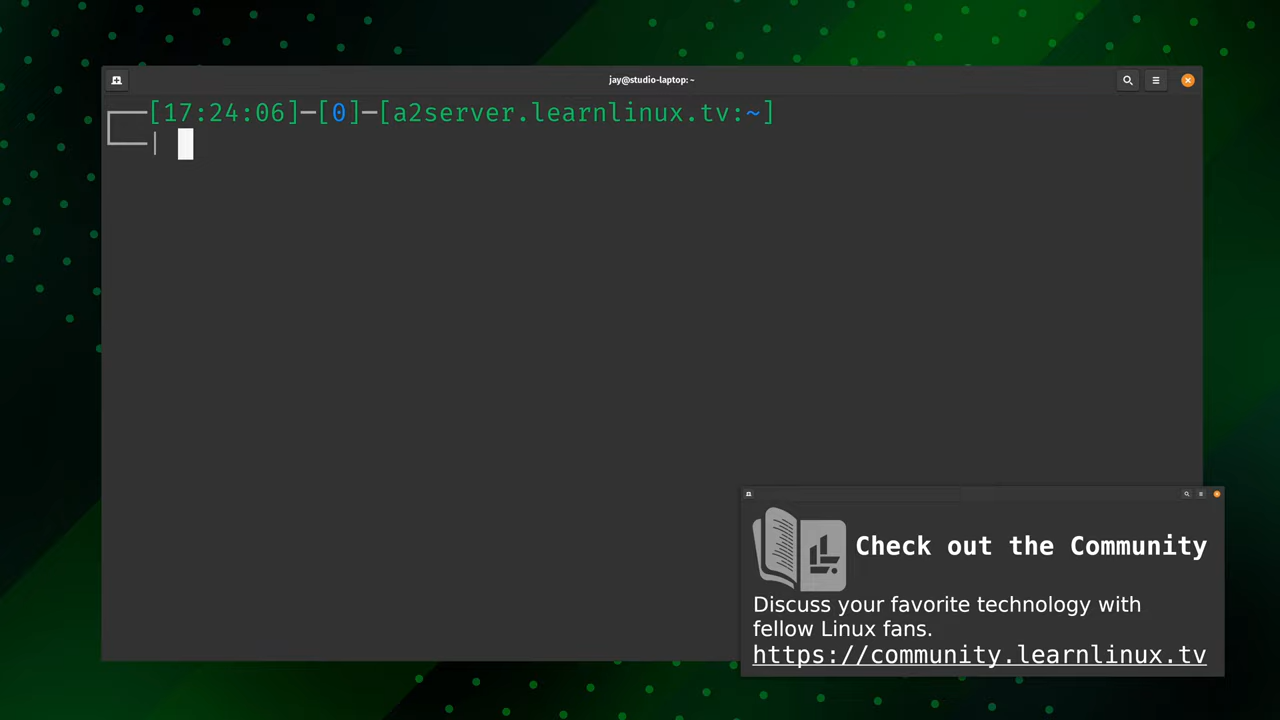 jay@studio-laptop: ~
[17:24:06]─[0]─[a2server.learnlinux.tv:~]
Check out the Community
Discuss your favorite technology with
fellow Linux fans.
https://community.learnlinux.tv